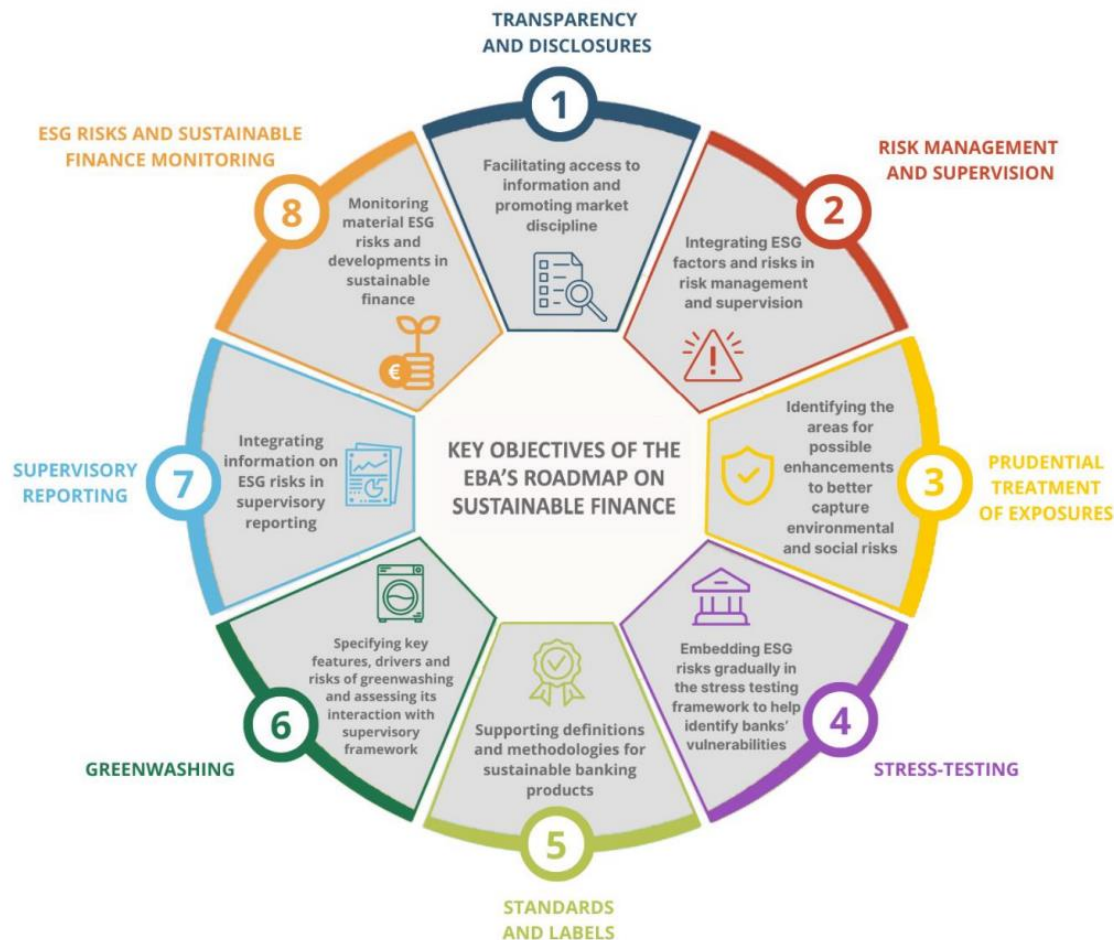 TRANSPARENCY
AND DISCLOSURES
1
Facilitating access to
information and
promoting market
discipline
RISK MANAGEMENT
AND SUPERVISION
2
Integrating ESG
factors and risks in
risk management
and supervision
PRUDENTIAL
TREATMENT
OF EXPOSURES
3
Identifying the
areas for
possible
enhancements
to better
capture
environmental
and social risks
STRESS-TESTING
4
Embedding ESG
risks gradually in
the stress testing
framework to help
identify banks'
vulnerabilities
STANDARDS
AND LABELS
5
Supporting definitions
and methodologies for
sustainable banking
products
GREENWASHING
6
Specifying key
features, drivers and
risks of greenwashing
and assessing its
interaction with
supervisory
framework
SUPERVISORY
REPORTING
7
Integrating
information on
ESG risks in
supervisory
reporting
ESG RISKS AND SUSTAINABLE
FINANCE MONITORING
8
Monitoring
material ESG
risks and
developments in
sustainable
finance
€
KEY OBJECTIVES OF THE
EBA'S ROADMAP ON
SUSTAINABLE FINANCE